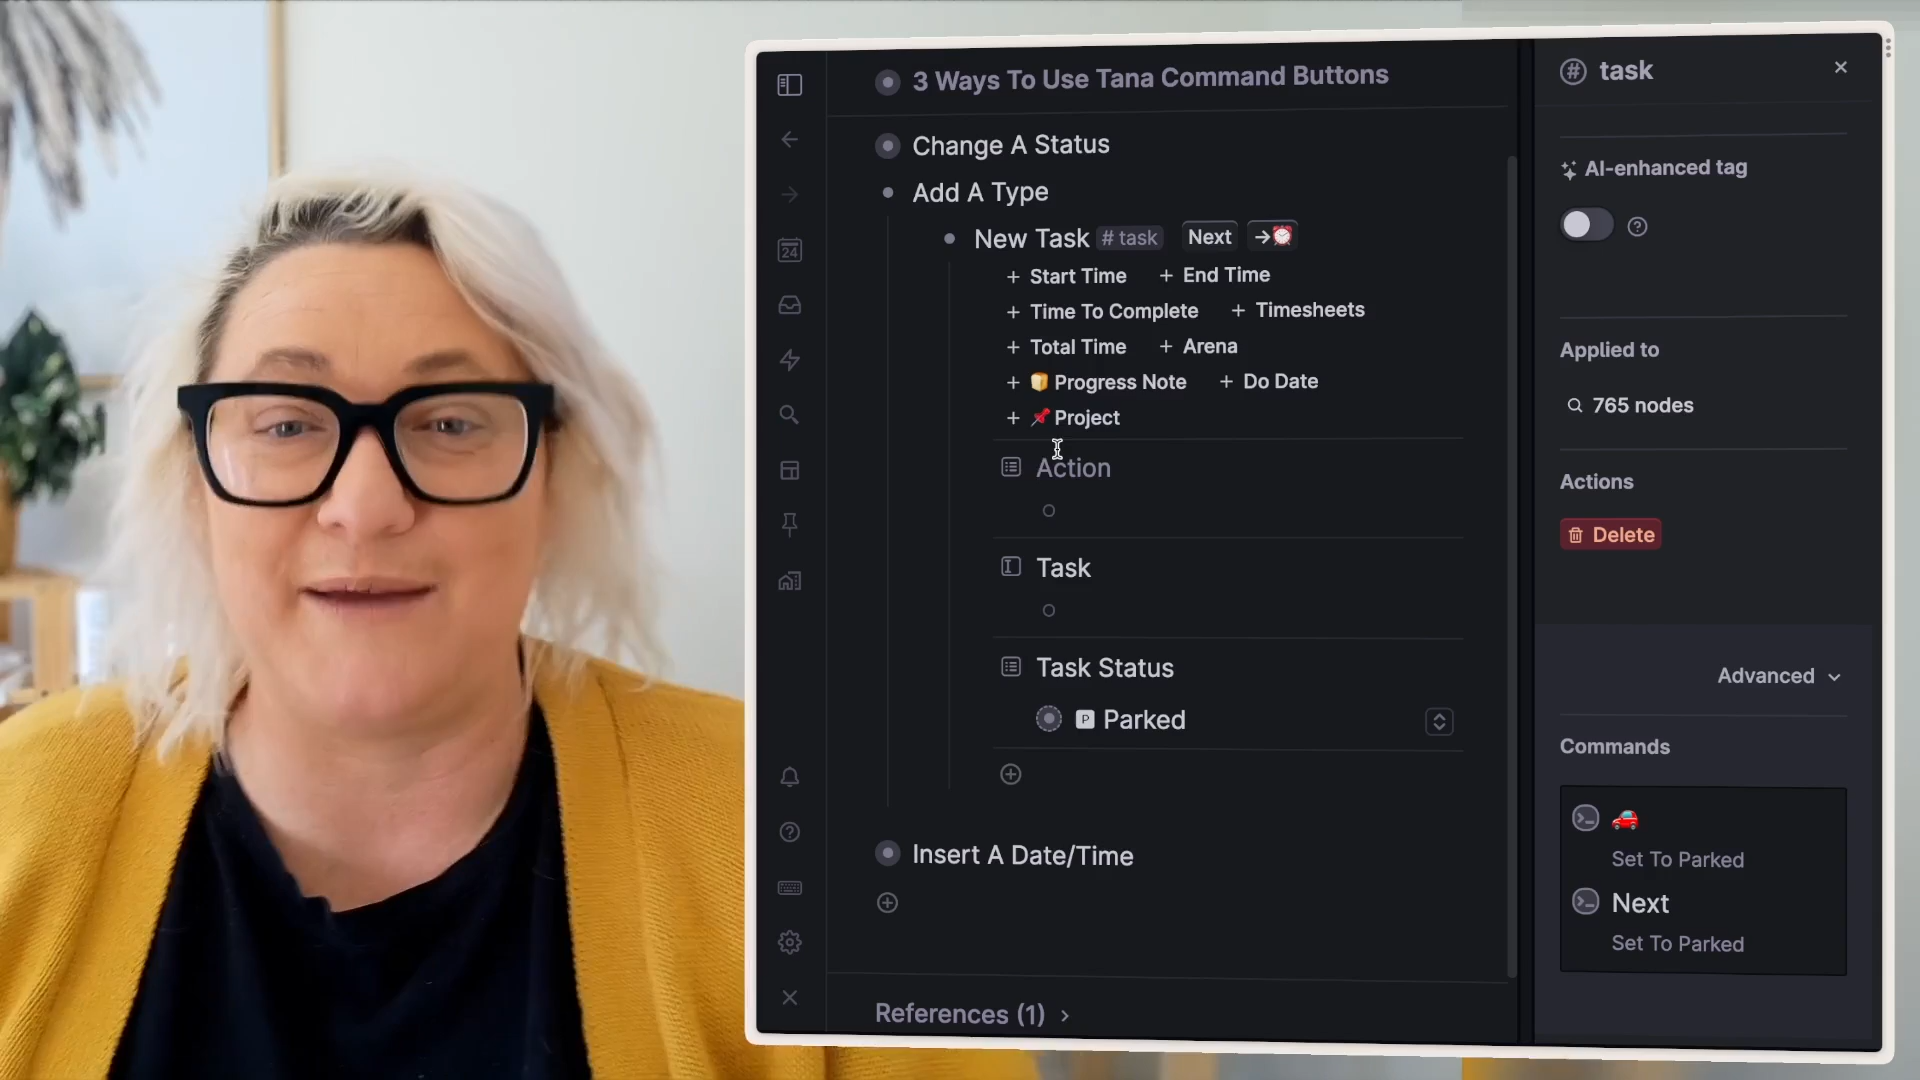 3 Ways To Use Tana Command Buttons
Change A Status
Add A Type
New Task # task Next →⏰
+ Start Time + End Time
+ Time To Complete + Timesheets
+ Total Time + Arena
+ 🍞 Progress Note + Do Date
+ 📌 Project
Action
Task
Task Status
P Parked
Insert A Date/Time
References (1) >
24
# task ×
AI-enhanced tag
Applied to
765 nodes
Actions
Delete
Advanced
Commands
🚗
Set To Parked
Next
Set To Parked